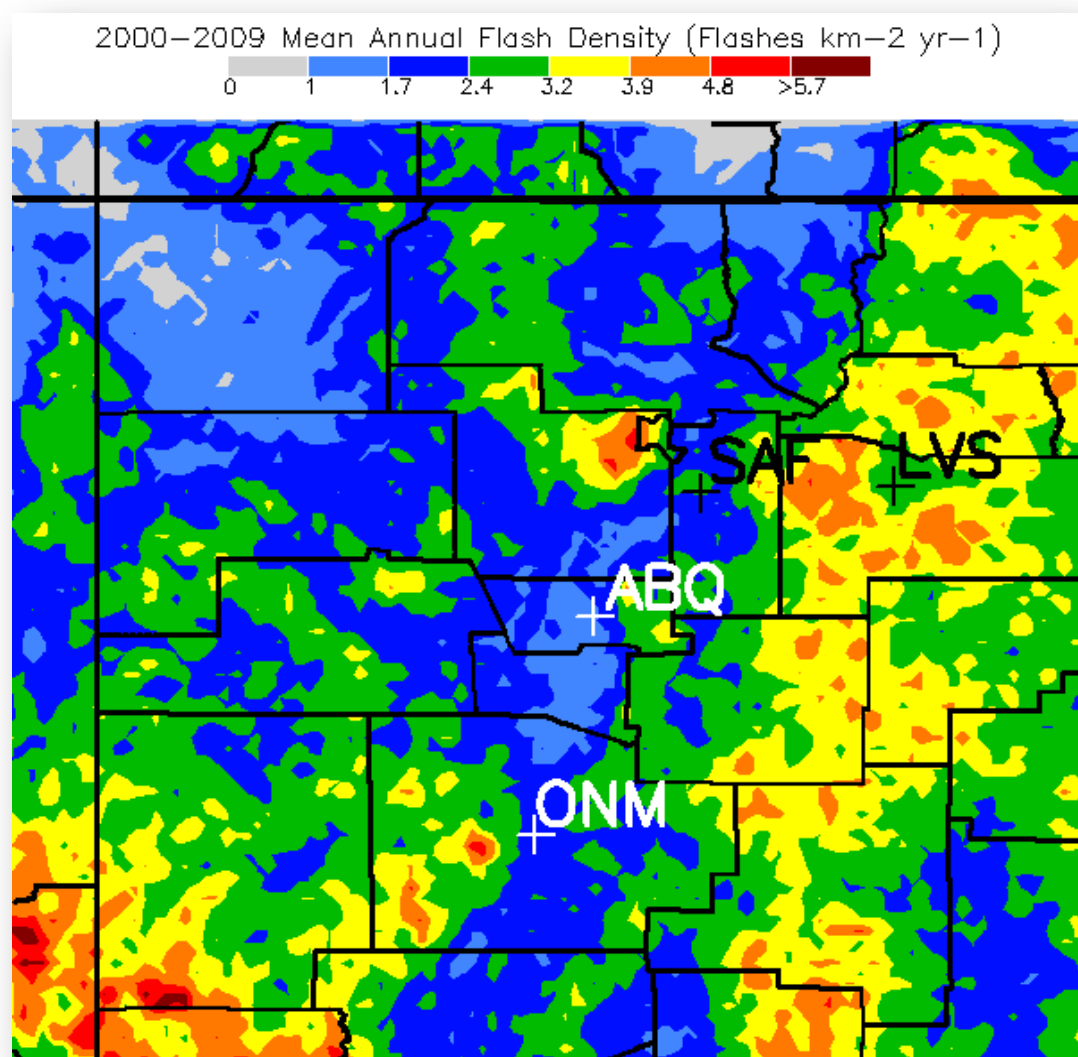 2000-2009 Mean Annual Flash Density (Flashes km-2 yr-1)
0 1 1.7 2.4 3.2 3.9 4.8 >5.7
SAF LVS
ABQ
ONM